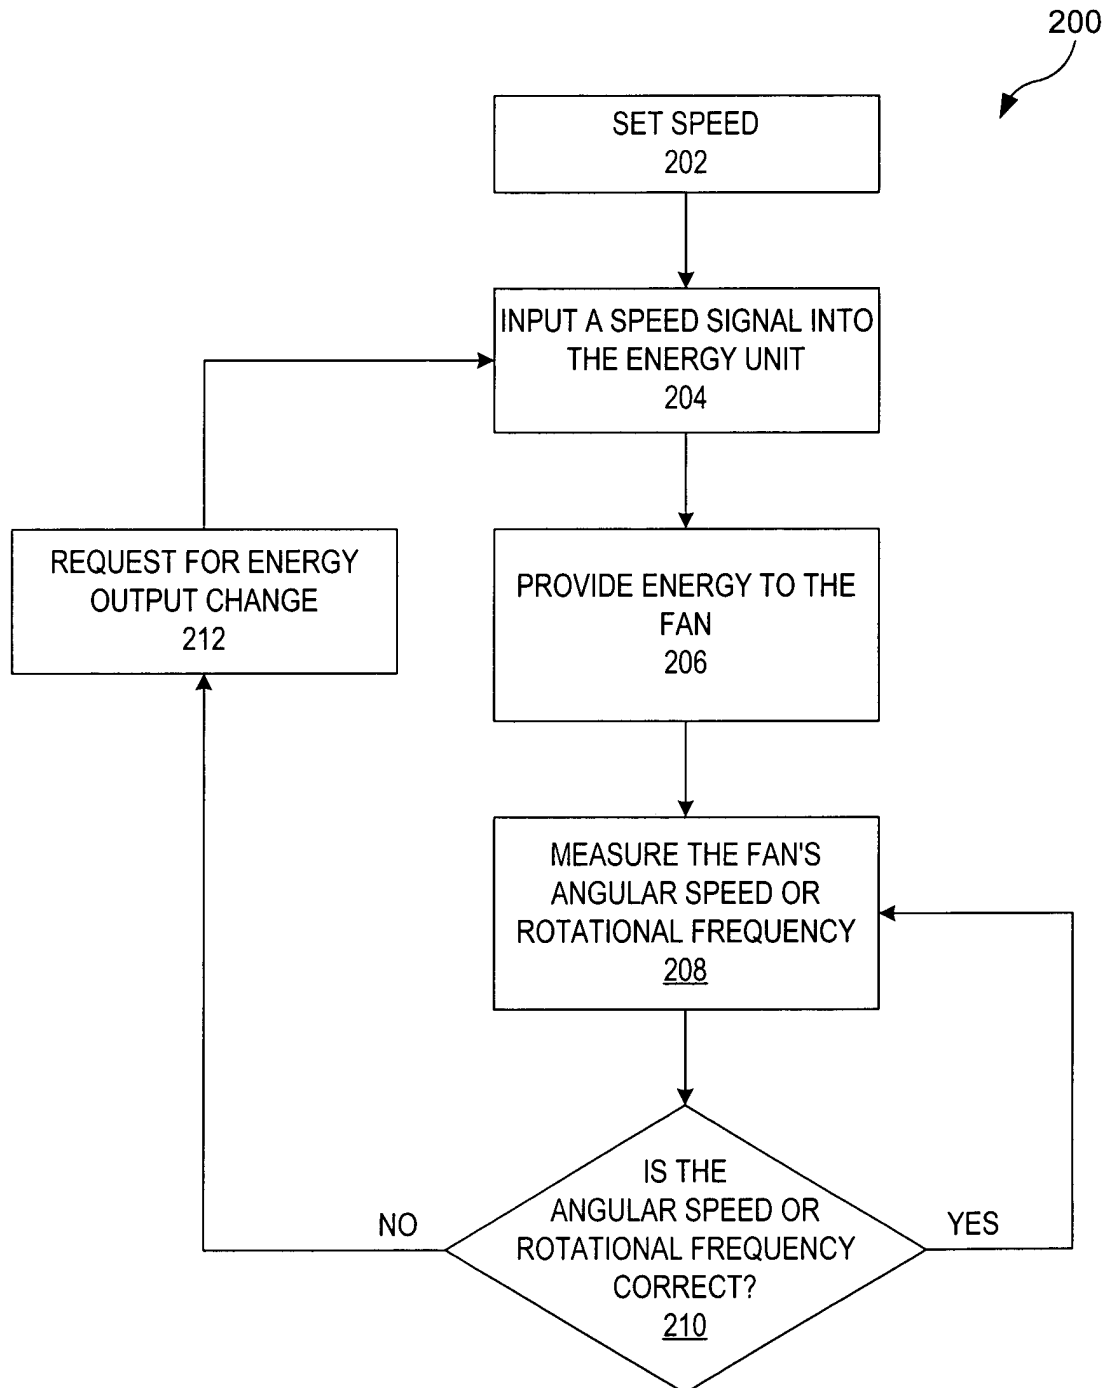 200
SET SPEED
202
INPUT A SPEED SIGNAL INTO
THE ENERGY UNIT
204
REQUEST FOR ENERGY
OUTPUT CHANGE
212
PROVIDE ENERGY TO THE
FAN
206
MEASURE THE FAN'S
ANGULAR SPEED OR
ROTATIONAL FREQUENCY
208
IS THE
ANGULAR SPEED OR
ROTATIONAL FREQUENCY
CORRECT?
210
NO
YES